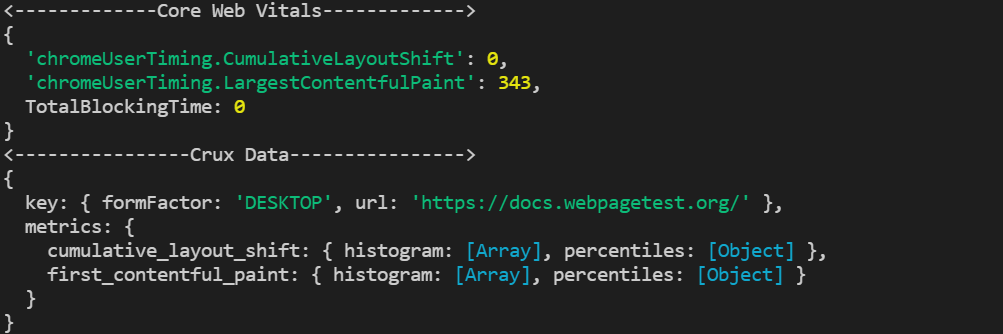 <-------------Core Web Vitals------------->
{
  'chromeUserTiming.CumulativeLayoutShift': 0,
  'chromeUserTiming.LargestContentfulPaint': 343,
  TotalBlockingTime: 0
}
<----------------Crux Data---------------->
{
  key: { formFactor: 'DESKTOP', url: 'https://docs.webpagetest.org/' },
  metrics: {
    cumulative_layout_shift: { histogram: [Array], percentiles: [Object] },
    first_contentful_paint: { histogram: [Array], percentiles: [Object] }
  }
}